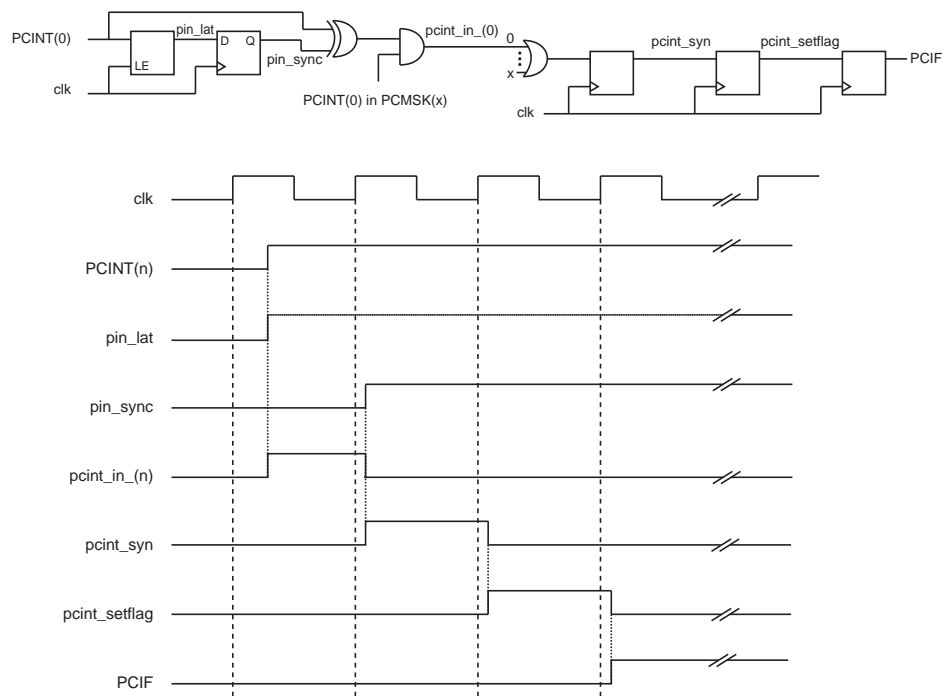 PCINT(0)
pin_lat
D Q
pin_sync
LE
clk
PCINT(0) in PCMSK(x)
pcint_in_(0)
0
x
clk
pcint_syn
pcint_setflag
PCIF
clk
PCINT(n)
pin_lat
pin_sync
pcint_in_(n)
pcint_syn
pcint_setflag
PCIF